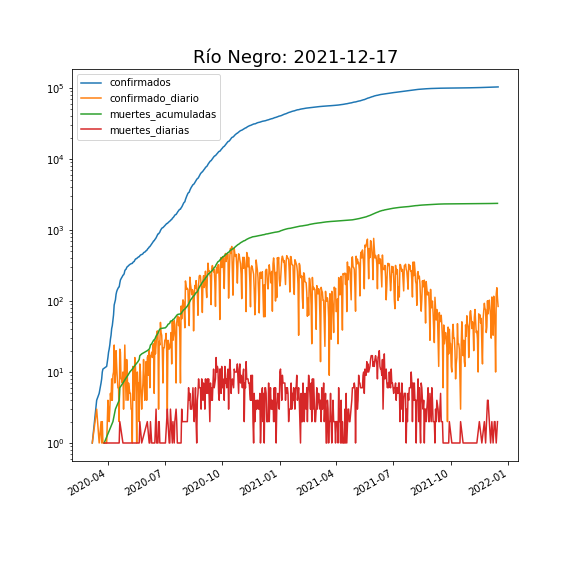 Río Negro: 2021-12-17
confirmados
confirmado_diario
muertes_acumuladas
muertes_diarias
10⁵
10⁴
10³
10²
10¹
10⁰
2020-04 2020-07 2020-10 2021-01 2021-04 2021-07 2021-10 2022-01